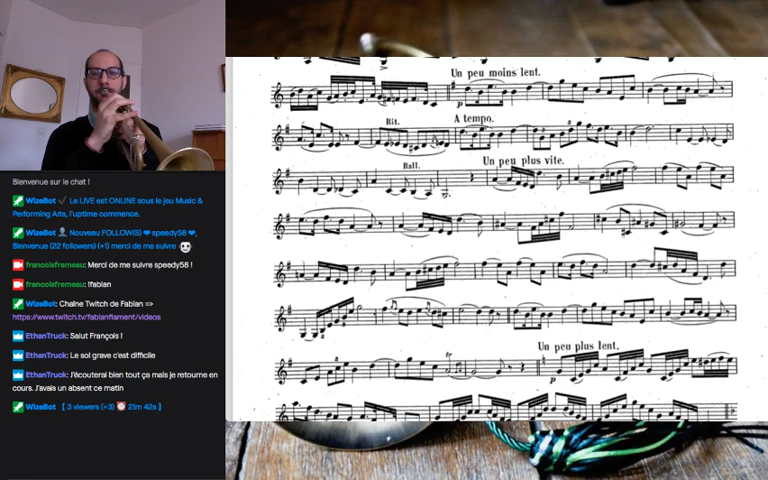 Bienvenue sur le chat !
WizeBot ✔ Le LIVE est ONLINE sous le jeu Music &
Performing Arts, l'uptime commence.
WizeBot 👤 Nouveau FOLLOW(S) ❤ speedy58 ❤,
Bienvenue (22 followers) (+1) merci de me suivre
francoisfremeau: Merci de me suivre speedy58 !
francoisfremeau: !fabian
WizeBot: Chaîne Twitch de Fabian =>
https://www.twitch.tv/fabianflament/videos
EthanTruck: Salut François !
EthanTruck: Le sol grave c'est difficile
EthanTruck: J'écouterai bien tout ça mais je retourne en
cours. J'avais un absent ce matin
WizeBot 【 3 viewers (+3) ⏰ 21m 42s 】
Un peu moins lent.
p
Rit. A tempo.
Rall. Un peu plus vite.
Un peu plus lent.
p